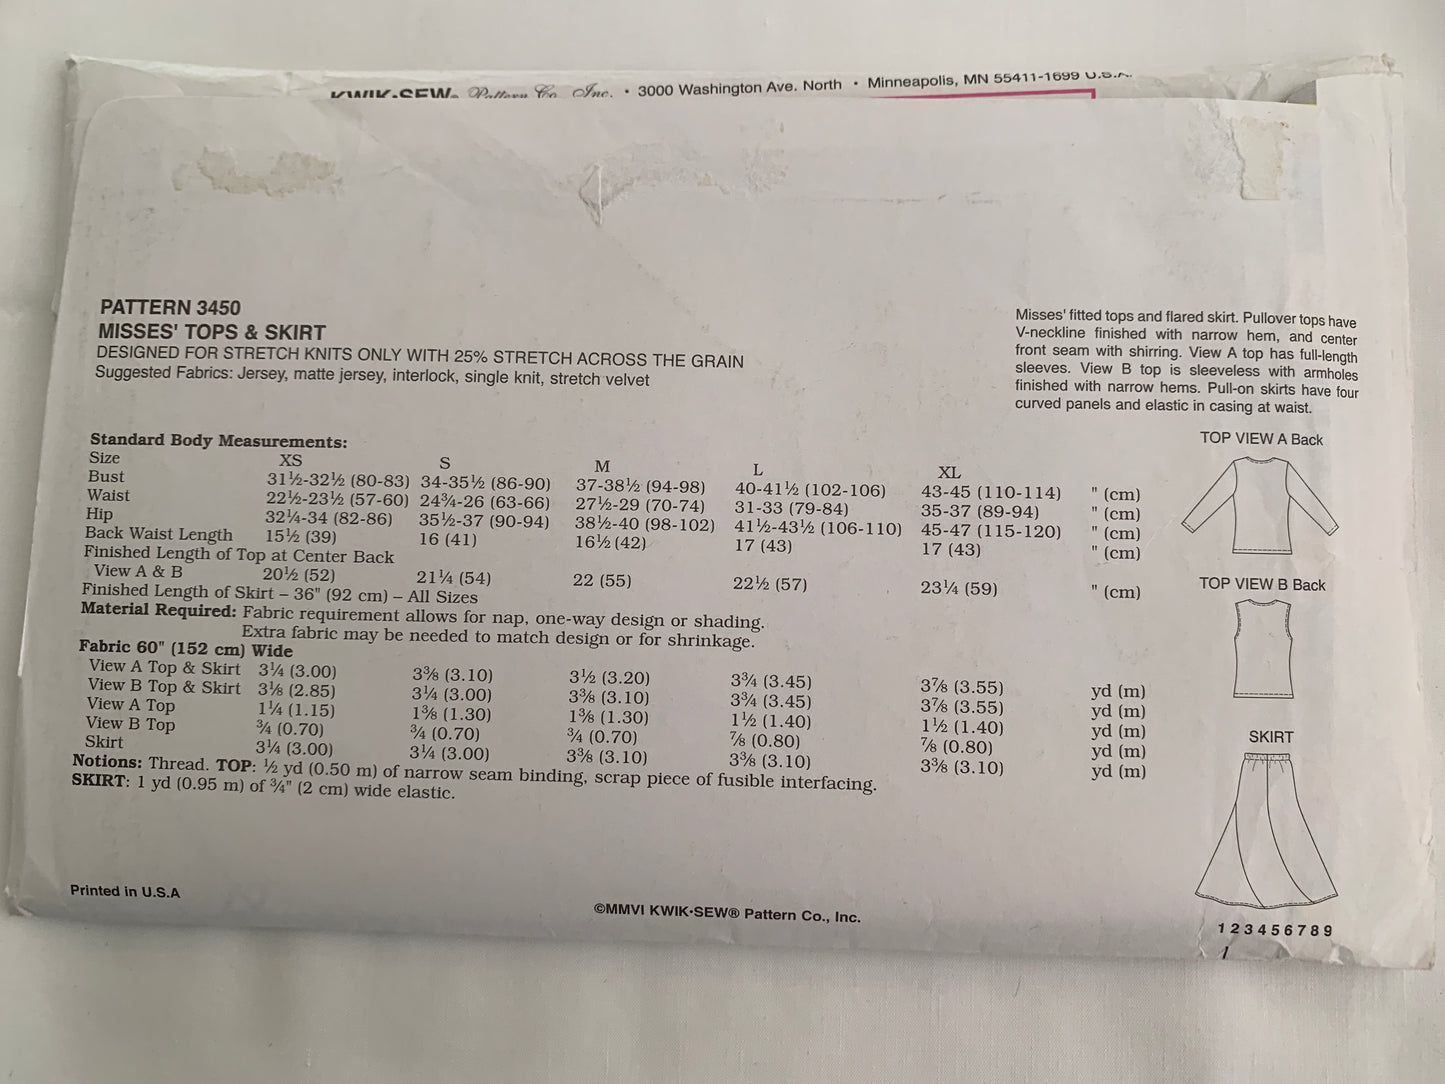 KWIK·SEW® Pattern Co., Inc. • 3000 Washington Ave. North • Minneapolis, MN 55411-1699 U.S.A.
PATTERN 3450
MISSES' TOPS & SKIRT
DESIGNED FOR STRETCH KNITS ONLY WITH 25% STRETCH ACROSS THE GRAIN
Suggested Fabrics: Jersey, matte jersey, interlock, single knit, stretch velvet
Misses' fitted tops and flared skirt. Pullover tops have
V-neckline finished with narrow hem, and center
front seam with shirring. View A top has full-length
sleeves. View B top is sleeveless with armholes
finished with narrow hems. Pull-on skirts have four
curved panels and elastic in casing at waist.
Standard Body Measurements:
Size XS S M L XL
Bust 31½-32½ (80-83) 34-35½ (86-90) 37-38½ (94-98) 40-41½ (102-106) 43-45 (110-114) " (cm)
Waist 22½-23½ (57-60) 24¾-26 (63-66) 27½-29 (70-74) 31-33 (79-84) 35-37 (89-94) " (cm)
Hip 32¼-34 (82-86) 35½-37 (90-94) 38½-40 (98-102) 41½-43½ (106-110) 45-47 (115-120) " (cm)
Back Waist Length 15½ (39) 16 (41) 16½ (42) 17 (43) 17 (43) " (cm)
Finished Length of Top at Center Back
View A & B 20½ (52) 21¼ (54) 22 (55) 22½ (57) 23¼ (59) " (cm)
Finished Length of Skirt – 36" (92 cm) – All Sizes
Material Required: Fabric requirement allows for nap, one-way design or shading.
Extra fabric may be needed to match design or for shrinkage.
Fabric 60" (152 cm) Wide
View A Top & Skirt 3¼ (3.00) 3⅜ (3.10) 3½ (3.20) 3¾ (3.45) 3⅞ (3.55) yd (m)
View B Top & Skirt 3⅛ (2.85) 3¼ (3.00) 3⅜ (3.10) 3¾ (3.45) 3⅞ (3.55) yd (m)
View A Top 1¼ (1.15) 1⅜ (1.30) 1⅜ (1.30) 1½ (1.40) 1½ (1.40) yd (m)
View B Top ¾ (0.70) ¾ (0.70) ¾ (0.70) ⅞ (0.80) ⅞ (0.80) yd (m)
Skirt 3¼ (3.00) 3¼ (3.00) 3⅜ (3.10) 3⅜ (3.10) 3⅜ (3.10) yd (m)
Notions: Thread. TOP: ½ yd (0.50 m) of narrow seam binding, scrap piece of fusible interfacing.
SKIRT: 1 yd (0.95 m) of ¾" (2 cm) wide elastic.
TOP VIEW A Back
TOP VIEW B Back
SKIRT
Printed in U.S.A
©MMVI KWIK·SEW® Pattern Co., Inc.
1 2 3 4 5 6 7 8 9
1